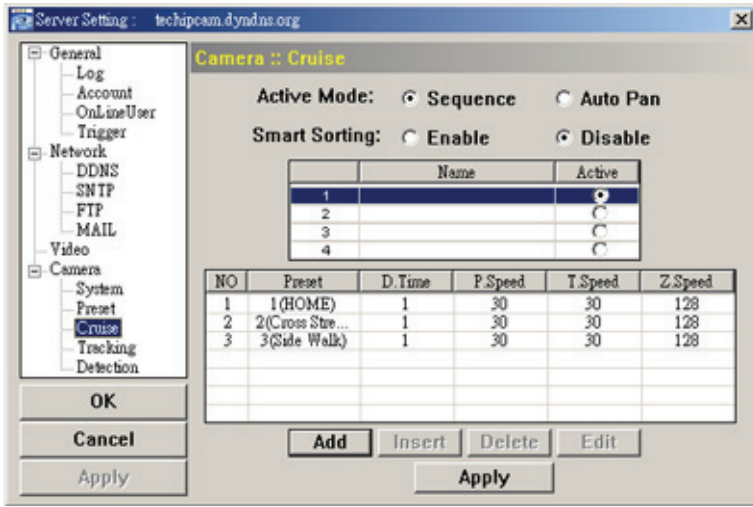 Server Setting : techipcam.dyndns.org
General
Log
Account
OnLineUser
Trigger
Network
DDNS
SNTP
FTP
MAIL
Video
Camera
System
Preset
Cruise
Tracking
Detection
OK
Cancel
Apply
Camera :: Cruise
Active Mode: Sequence Auto Pan
Smart Sorting: Enable Disable
Name Active
1
2
3
4
NO Preset D.Time P.Speed T.Speed Z.Speed
1 1(HOME) 1 30 30 128
2 2(Cross Stre... 1 30 30 128
3 3(Side Walk) 1 30 30 128
Add Insert Delete Edit
Apply